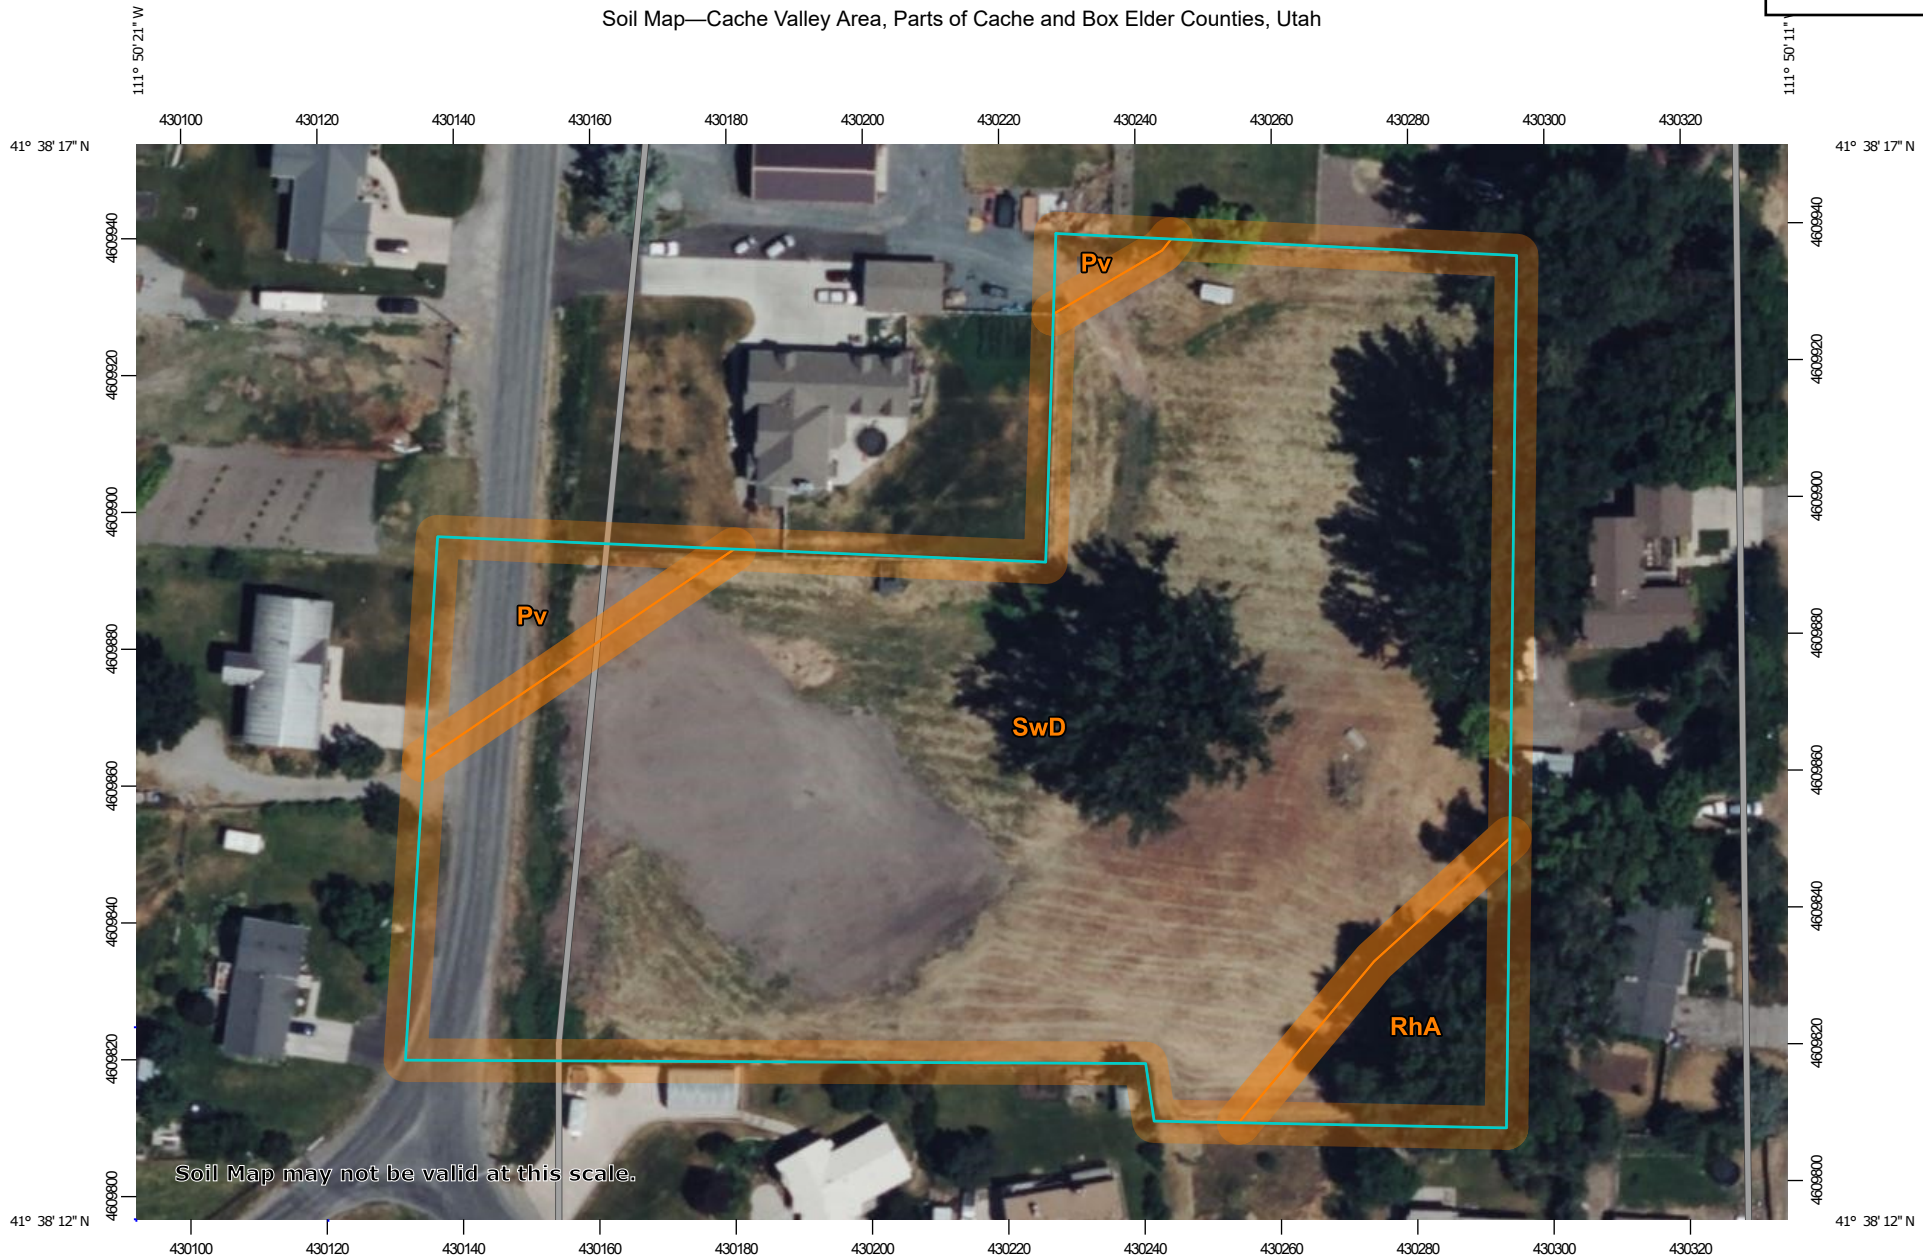 Soil Map—Cache Valley Area, Parts of Cache and Box Elder Counties, Utah
111° 50' 21" W
111° 50' 11" W
430100 430120 430140 430160 430180 430200 430220 430240 430260 430280 430300 430320
41° 38' 17" N
41° 38' 17" N
4609940
4609940
Pv
4609920
4609920
4609900
4609900
Pv
4609880
4609880
SwD
4609860
4609860
4609840
4609840
RhA
4609820
4609820
Soil Map may not be valid at this scale.
4609800
4609800
41° 38' 12" N
41° 38' 12" N
430100 430120 430140 430160 430180 430200 430220 430240 430260 430280 430300 430320